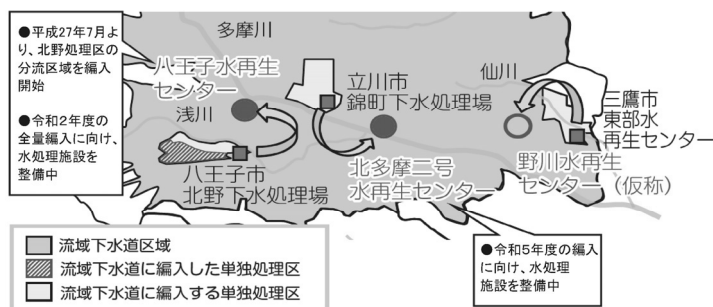 ●平成27年7月よ
り、北野処理区の
分流区域を編入
開始
●令和2年度の
全量編入に向け、
水処理施設を
整備中
多摩川
八王子水再生
センター
浅川
八王子市
北野下水処理場
立川市
錦町下水処理場
北多摩二号
水再生センター
仙川
三鷹市
東部水
再生センター
野川水再生
センター（仮称）
●令和5年度の編入
に向け、水処理
施設を整備中
流域下水道区域
流域下水道に編入した単独処理区
流域下水道に編入する単独処理区